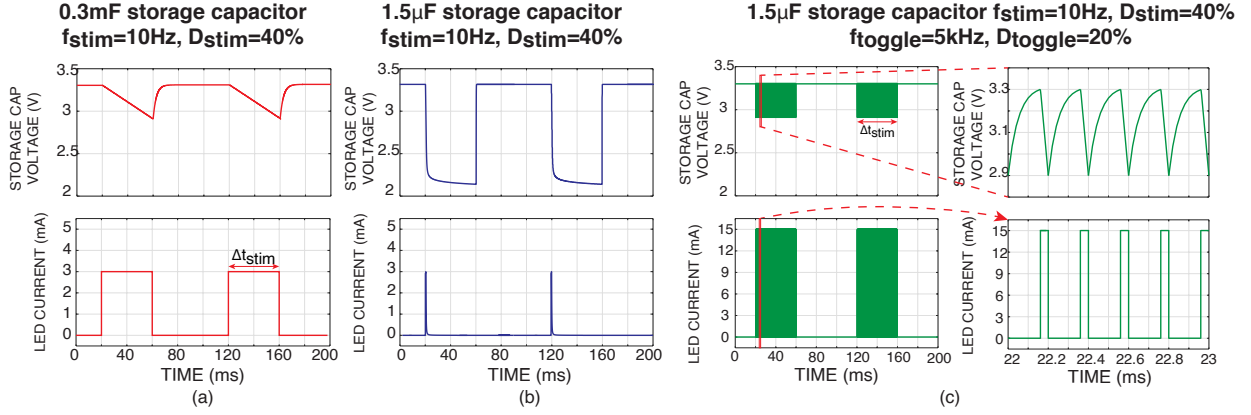 0.3mF storage capacitor
fstim=10Hz, Dstim=40%
STORAGE CAP
VOLTAGE (V)
3.5
3
2.5
2
LED CURRENT (mA)
5
4
3
2
1
0
Δtstim
0 40 80 120 160 200
TIME (ms)
(a)
1.5μF storage capacitor
fstim=10Hz, Dstim=40%
STORAGE CAP
VOLTAGE (V)
3.5
3
2.5
2
LED CURRENT (mA)
5
4
3
2
1
0
0 40 80 120 160 200
TIME (ms)
(b)
1.5μF storage capacitor fstim=10Hz, Dstim=40%
ftoggle=5kHz, Dtoggle=20%
STORAGE CAP
VOLTAGE (V)
3.5
3
2.5
2
Δtstim
STORAGE CAP
VOLTAGE (V)
3.3
3.1
2.9
LED CURRENT (mA)
15
12
9
6
3
0
0 40 80 120 160 200
TIME (ms)
LED CURRENT (mA)
15
12
9
6
3
0
22 22.2 22.4 22.6 22.8 23
TIME (ms)
(c)